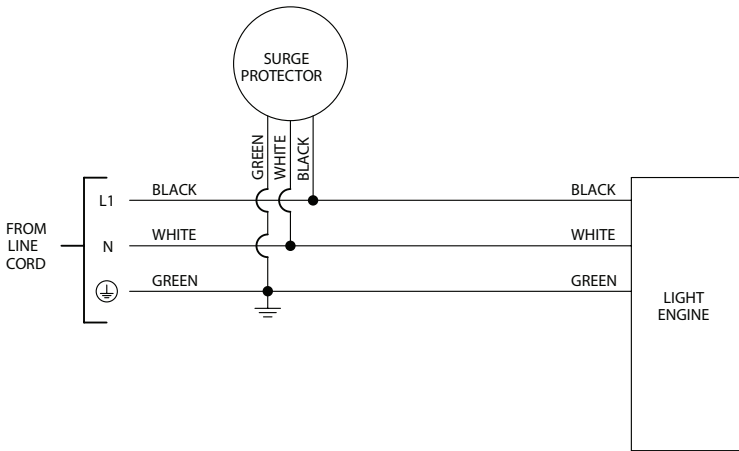 SURGE
PROTECTOR
GREEN
WHITE
BLACK
L1
BLACK
BLACK
FROM
LINE
CORD
N
WHITE
WHITE
GREEN
GREEN
LIGHT
ENGINE